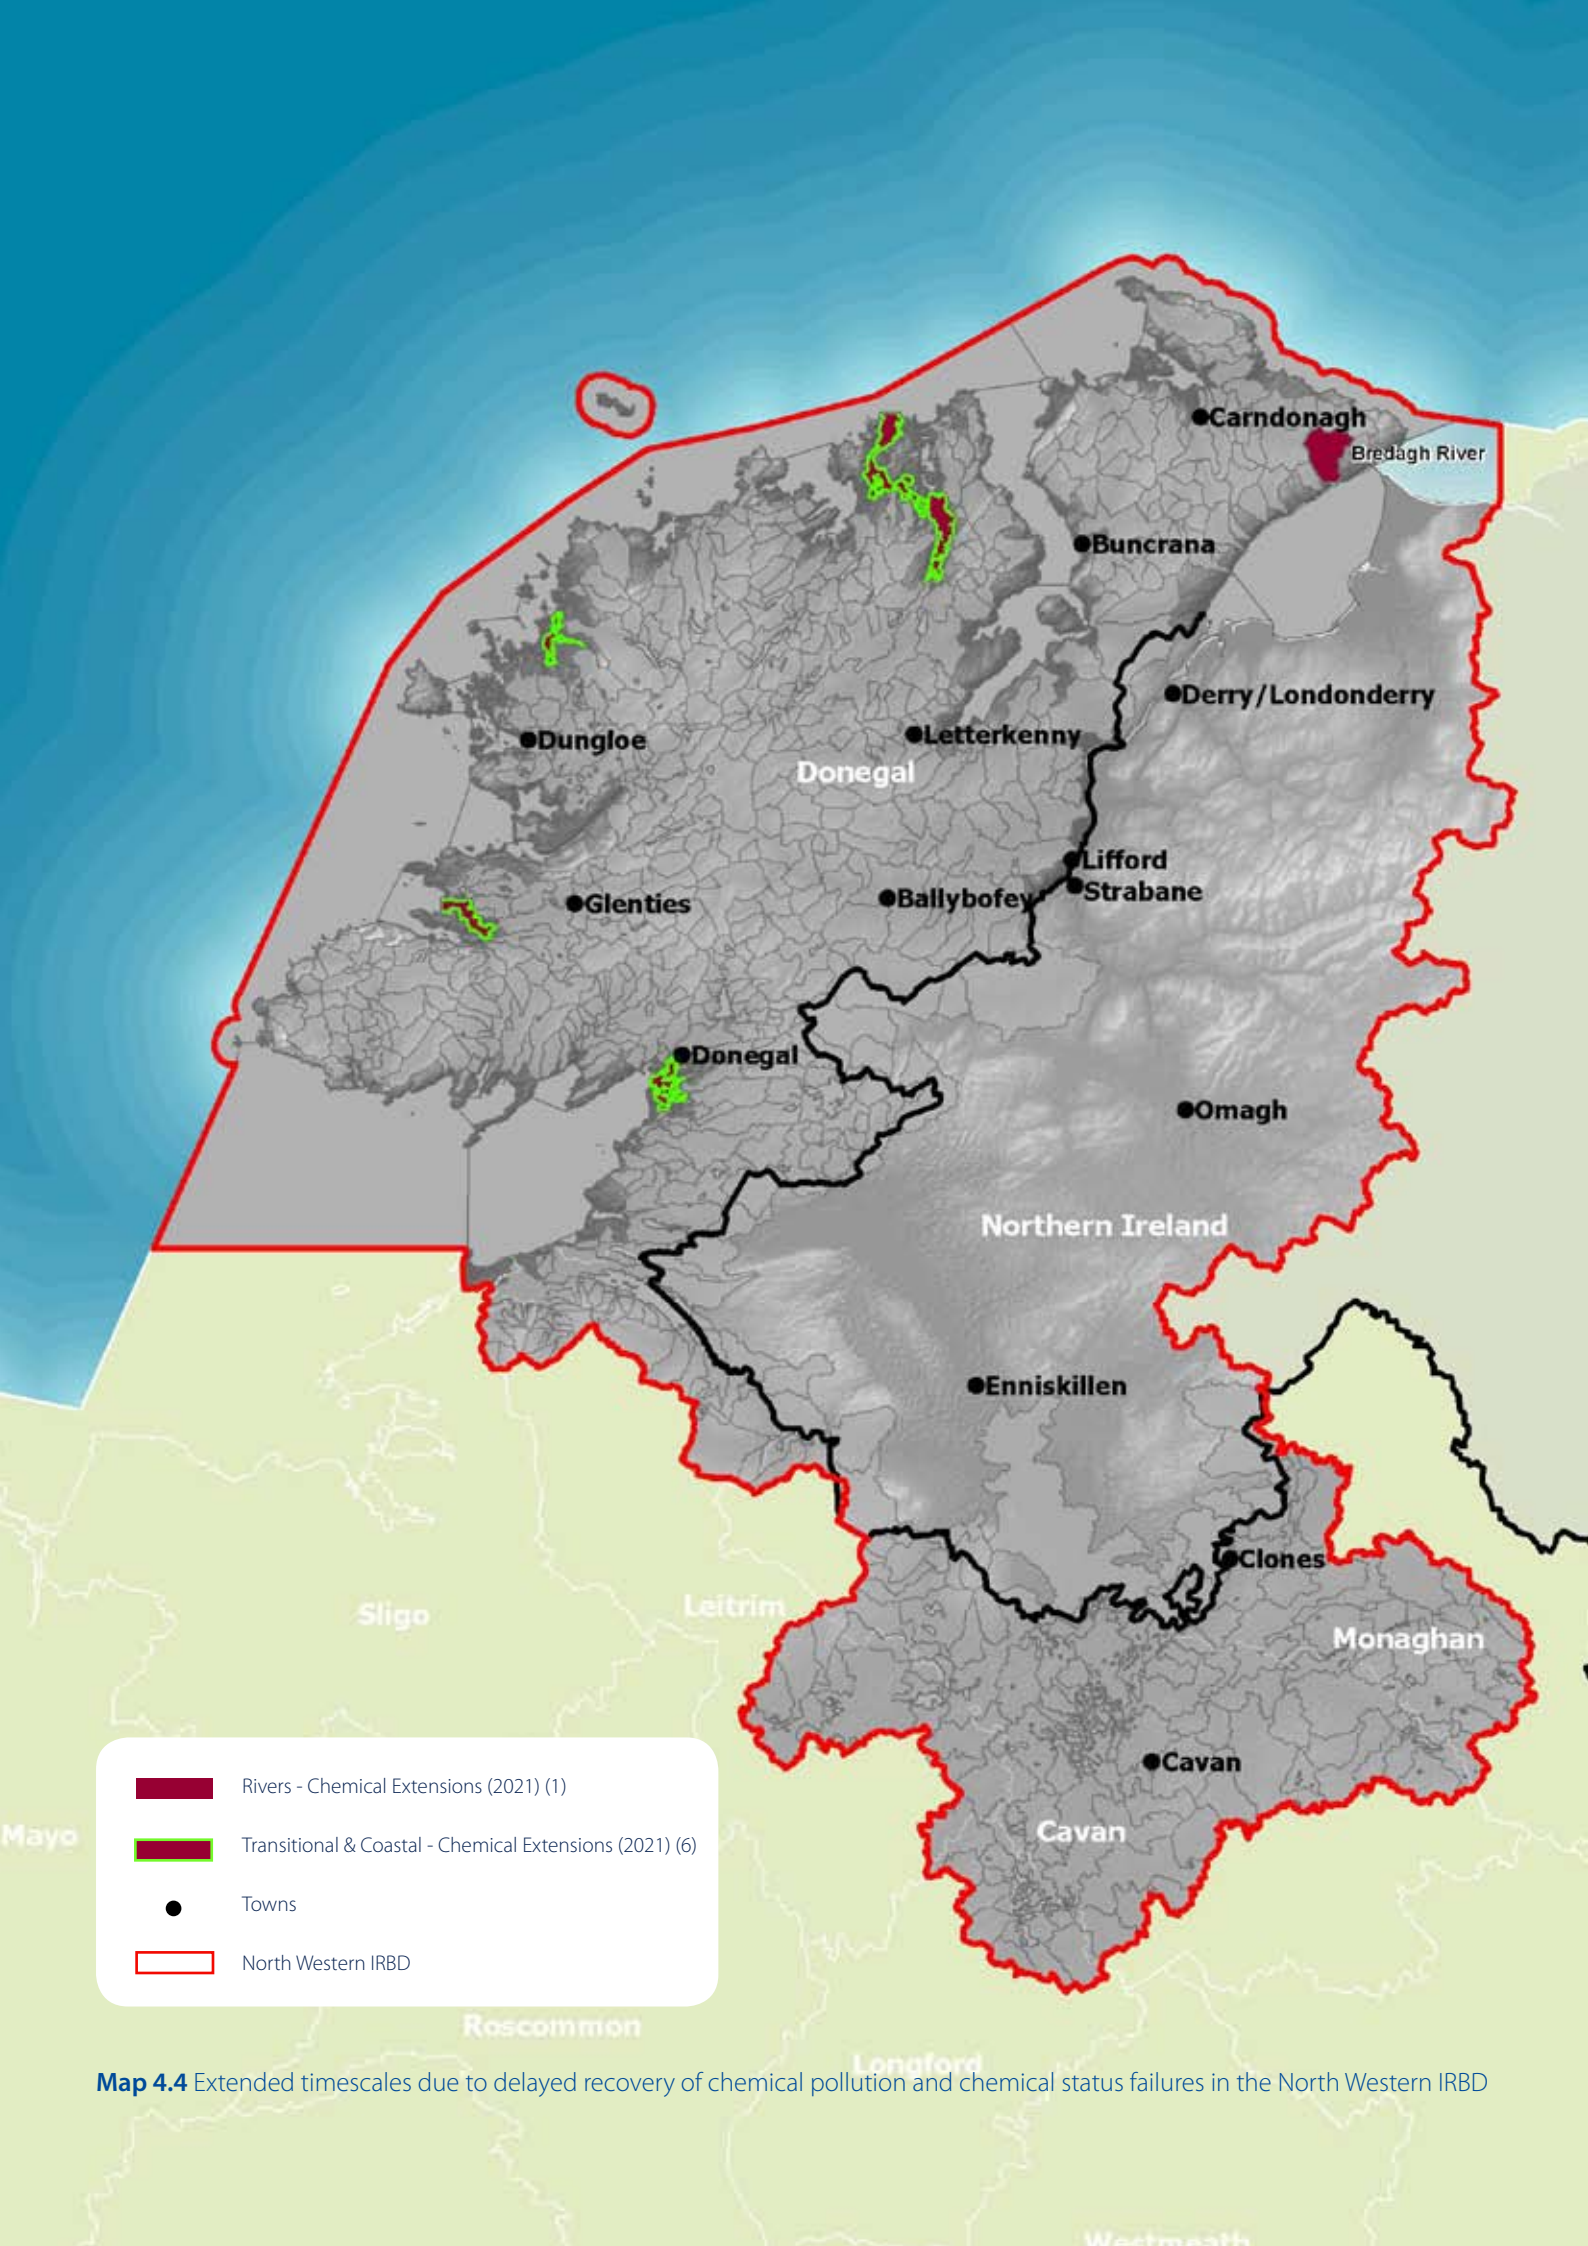 Carndonagh
Bredagh River
Buncrana
Derry/Londonderry
Dungloe
Letterkenny
Donegal
Lifford
Strabane
Ballybofey
Glenties
Donegal
Omagh
Northern Ireland
Enniskillen
Clones
Sligo
Leitrim
Monaghan
Cavan
Cavan
Mayo
Rivers - Chemical Extensions (2021) (1)
Transitional & Coastal - Chemical Extensions (2021) (6)
Towns
North Western IRBD
Roscommon
Longford
Map 4.4 Extended timescales due to delayed recovery of chemical pollution and chemical status failures in the North Western IRBD
Westmeath